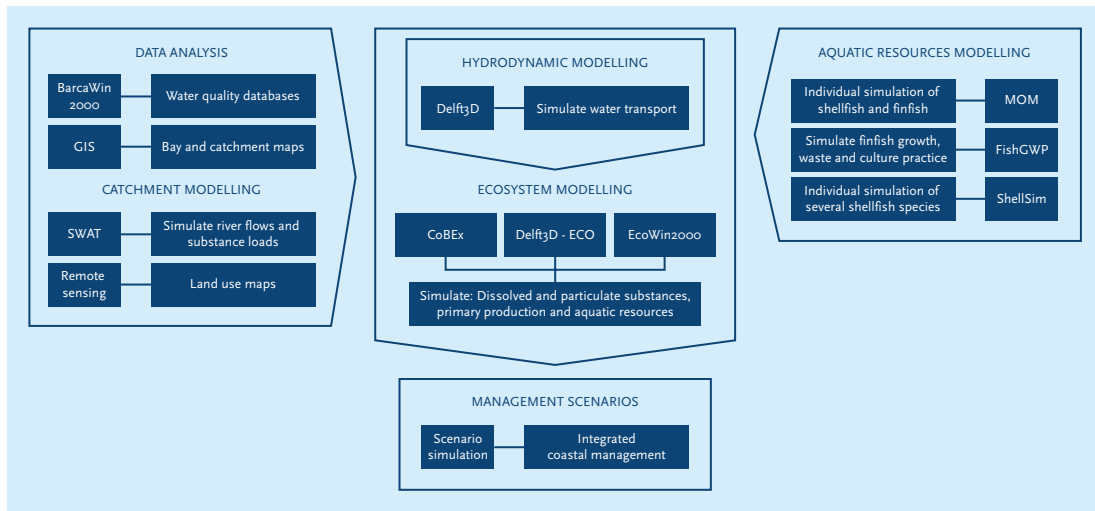 DATA ANALYSIS
BarcaWin
2000
Water quality databases
GIS
Bay and catchment maps
CATCHMENT MODELLING
SWAT
Simulate river flows and
substance loads
Remote
sensing
Land use maps
HYDRODYNAMIC MODELLING
Delft3D
Simulate water transport
ECOSYSTEM MODELLING
CoBEx
Delft3D - ECO
EcoWin2000
Simulate: Dissolved and particulate substances,
primary production and aquatic resources
AQUATIC RESOURCES MODELLING
Individual simulation of
shellfish and finfish
MOM
Simulate finfish growth,
waste and culture practice
FishGWP
Individual simulation of
several shellfish species
ShellSim
MANAGEMENT SCENARIOS
Scenario
simulation
Integrated
coastal management